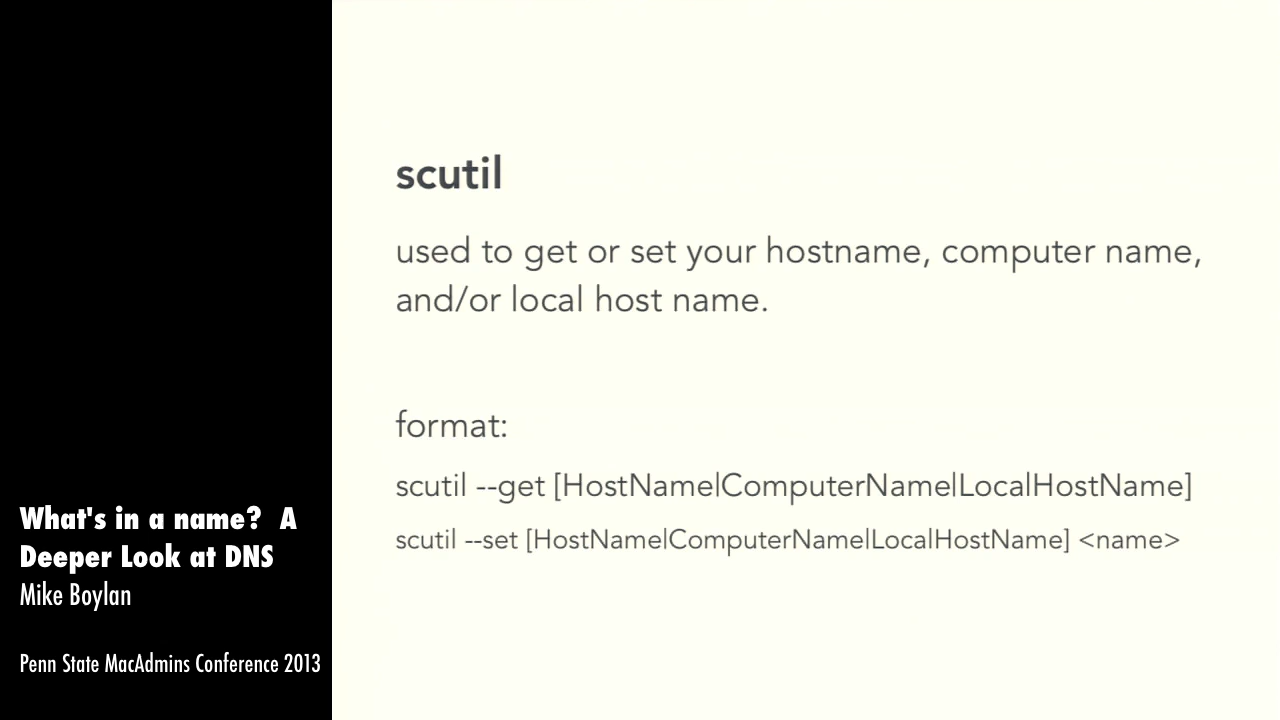 scutil
used to get or set your hostname, computer name,
and/or local host name.
format:
scutil --get [HostName|ComputerName|LocalHostName]
scutil --set [HostName|ComputerName|LocalHostName] <name>
What's in a name?  A
Deeper Look at DNS
Mike Boylan
Penn State MacAdmins Conference 2013